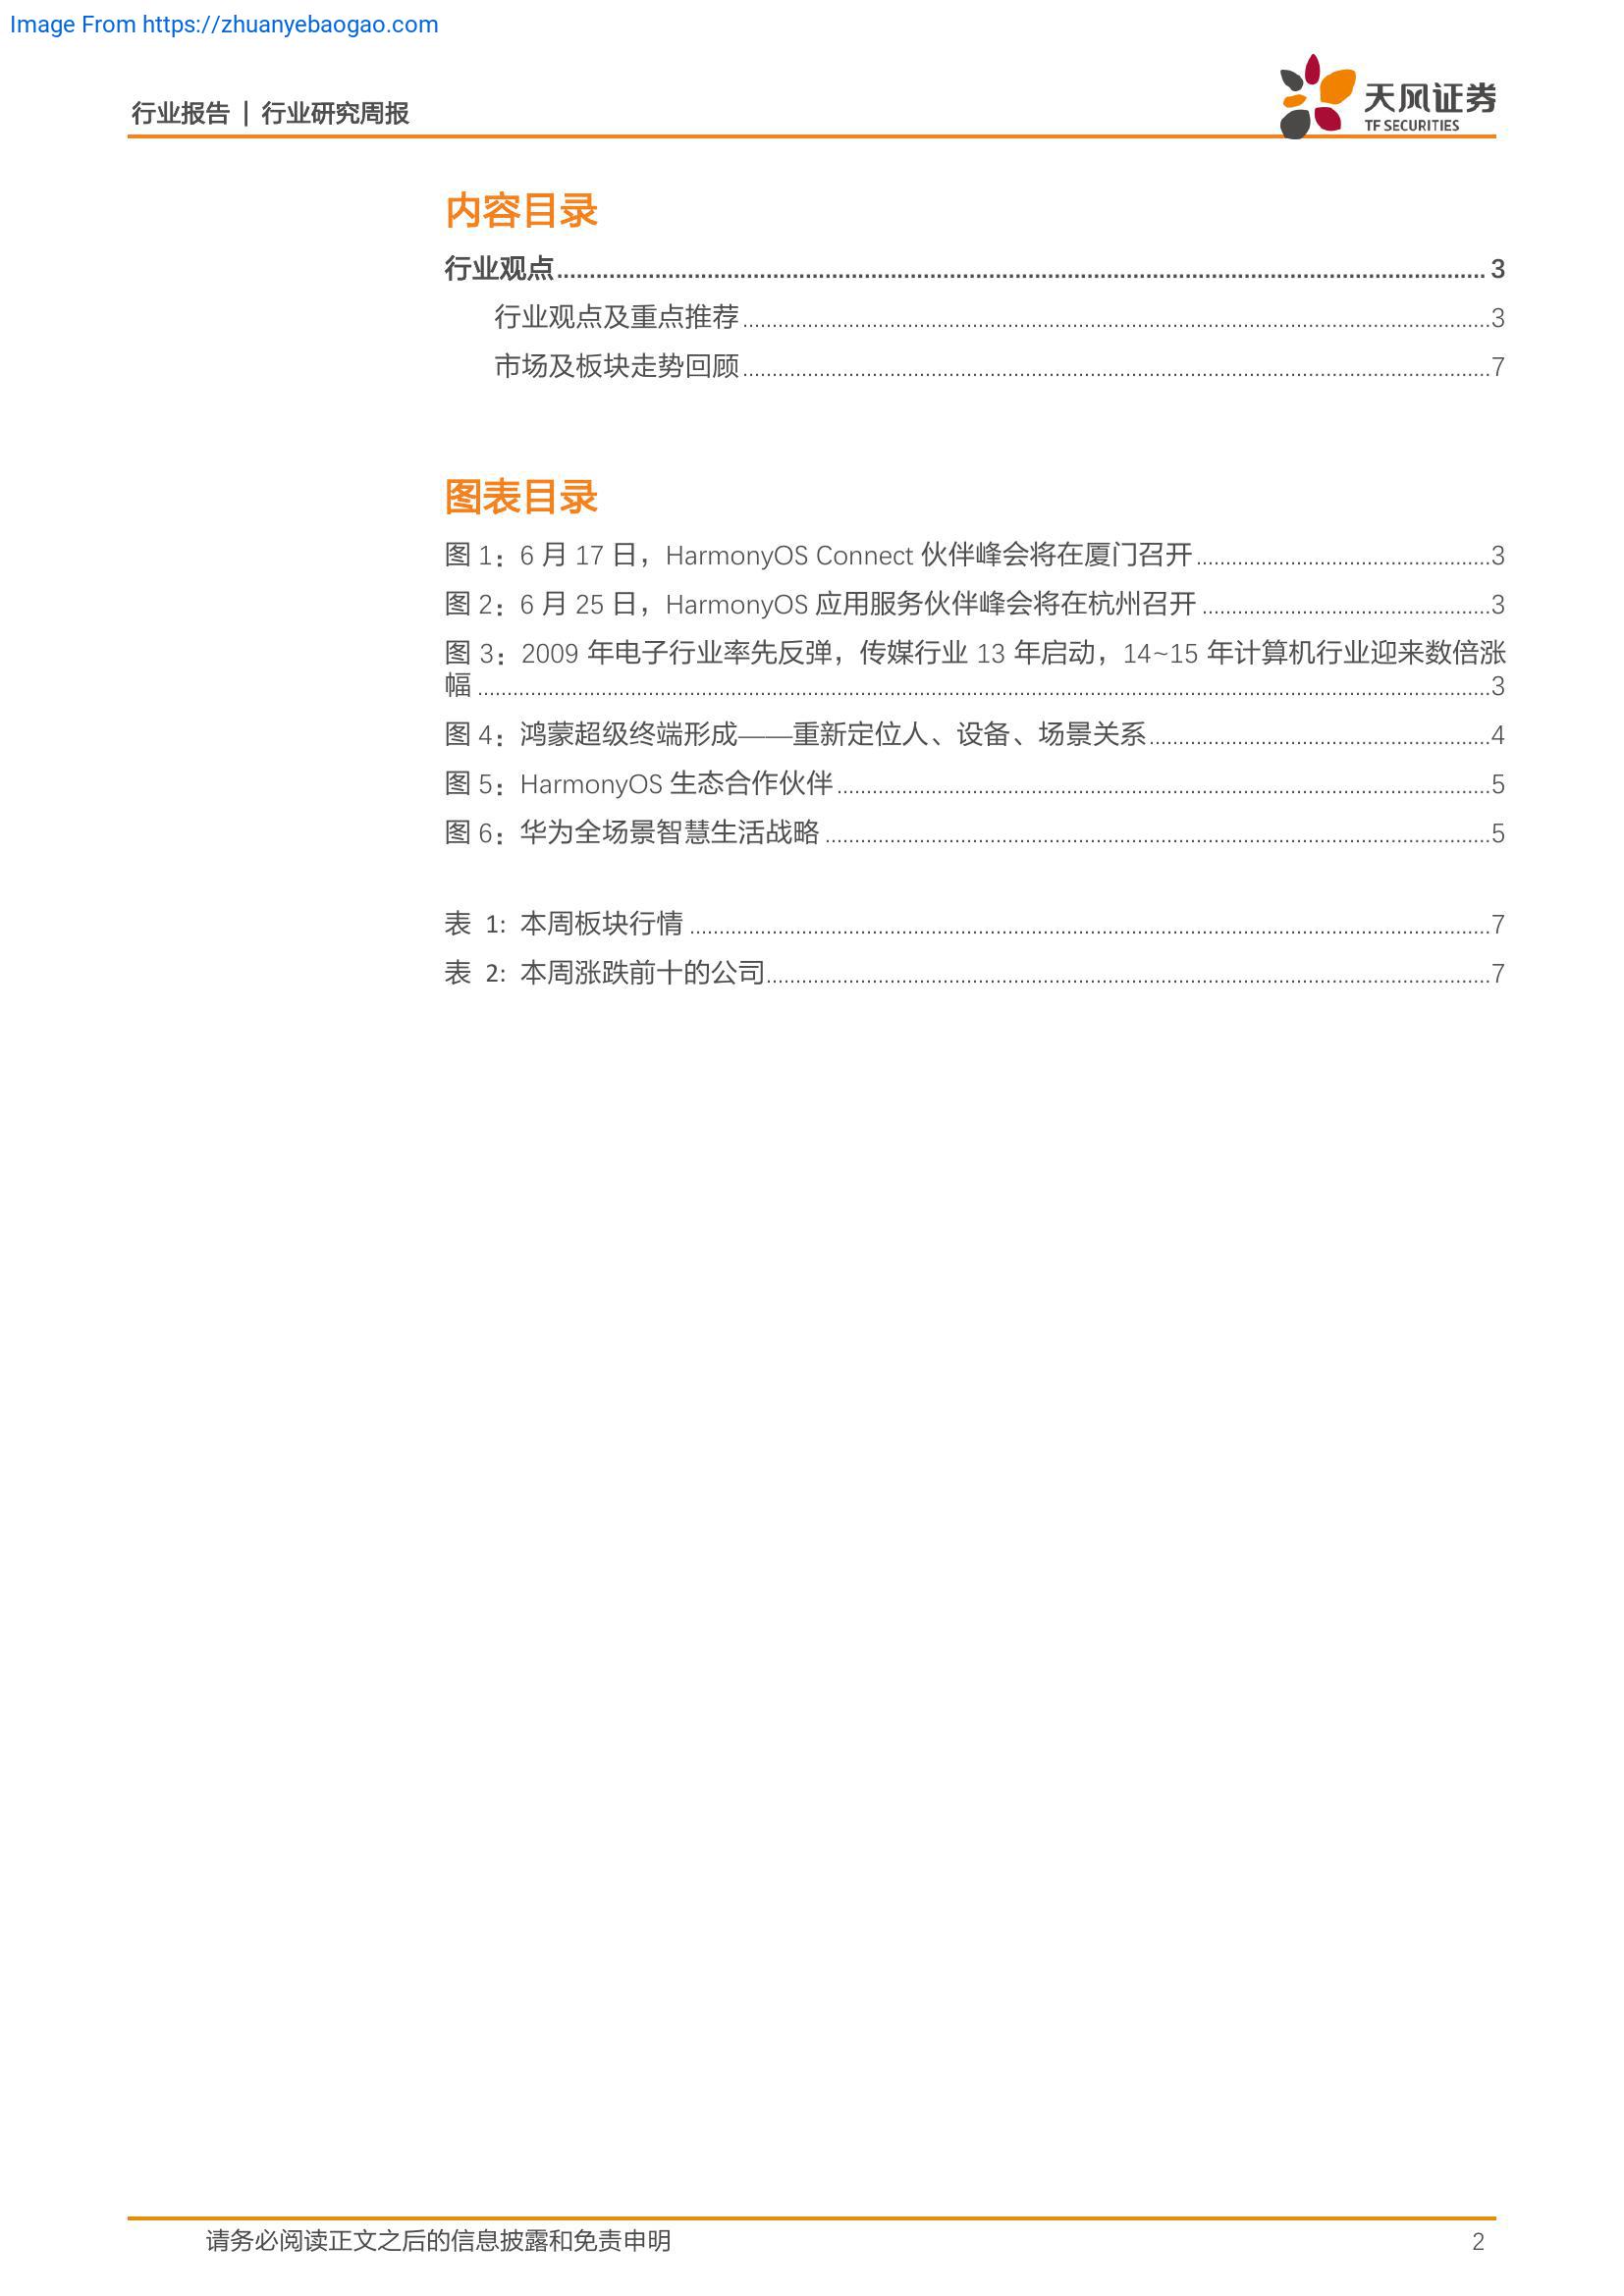 Image From https://zhuanyebaogao.com
行业报告 | 行业研究周报
天风证券
TF SECURITIES
内容目录
行业观点 3
行业观点及重点推荐 3
市场及板块走势回顾 7
图表目录
图 1：6 月 17 日，HarmonyOS Connect 伙伴峰会将在厦门召开 3
图 2：6 月 25 日，HarmonyOS 应用服务伙伴峰会将在杭州召开 3
图 3：2009 年电子行业率先反弹，传媒行业 13 年启动，14~15 年计算机行业迎来数倍涨
幅 3
图 4：鸿蒙超级终端形成——重新定位人、设备、场景关系 4
图 5：HarmonyOS 生态合作伙伴 5
图 6：华为全场景智慧生活战略 5
表 1：本周板块行情 7
表 2：本周涨跌前十的公司 7
请务必阅读正文之后的信息披露和免责申明 2